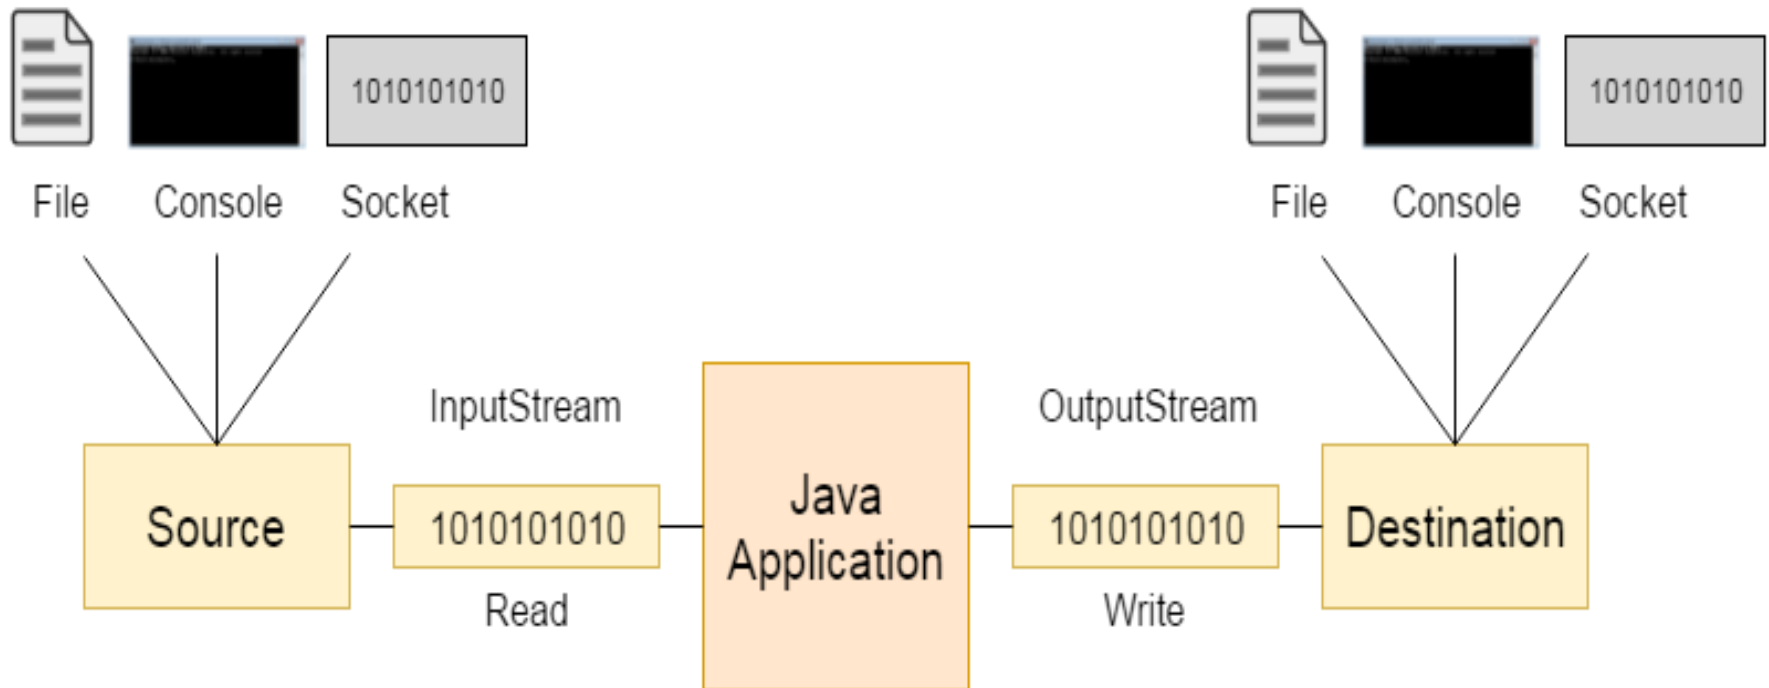 1010101010
1010101010
File Console Socket
File Console Socket
InputStream
OutputStream
Source
1010101010
Java
Application
1010101010
Destination
Read
Write